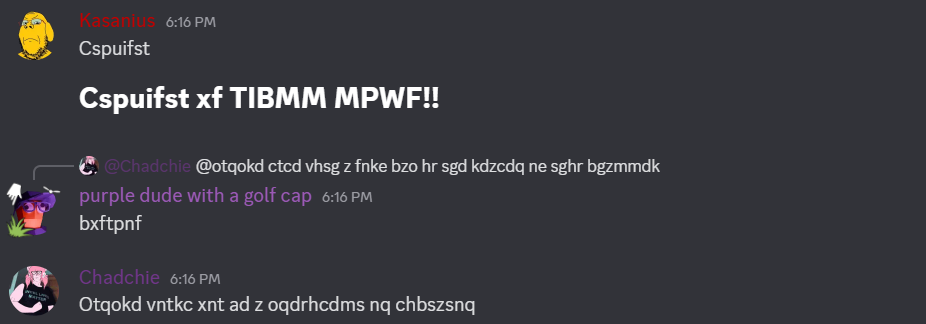 Kasanius 6:16 PM
Cspuifst
Cspuifst xf TIBMM MPWF!!
@Chadchie @otqokd ctcd vhsg z fnke bzo hr sgd kdzcdq ne sghr bgzmmdk
purple dude with a golf cap 6:16 PM
bxftpnf
Chadchie 6:16 PM
Otqokd vntkc xnt ad z oqdrhcdms nq chbszsnq